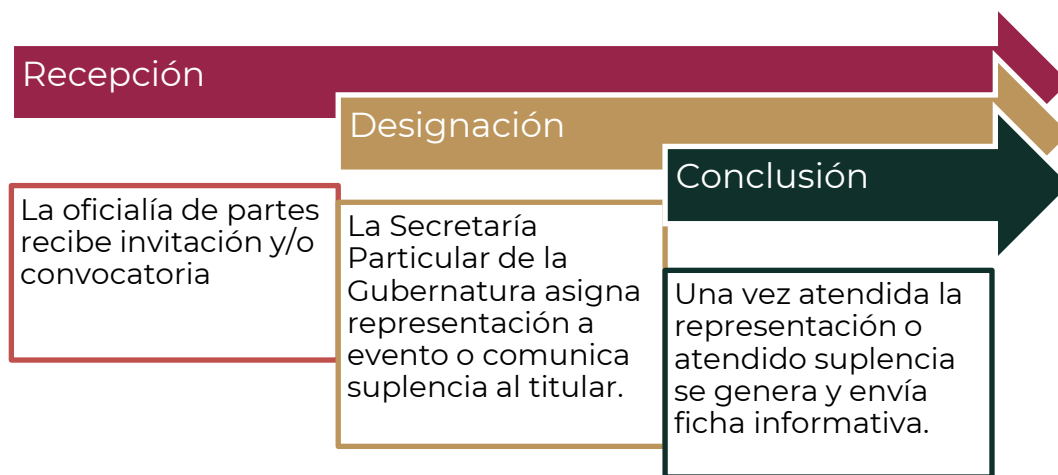 Recepción
La oficialía de partes
recibe invitación y/o
convocatoria
Designación
La Secretaría
Particular de la
Gubernatura asigna
representación a
evento o comunica
suplencia al titular.
Conclusión
Una vez atendida la
representación o
atendido suplencia
se genera y envía
ficha informativa.